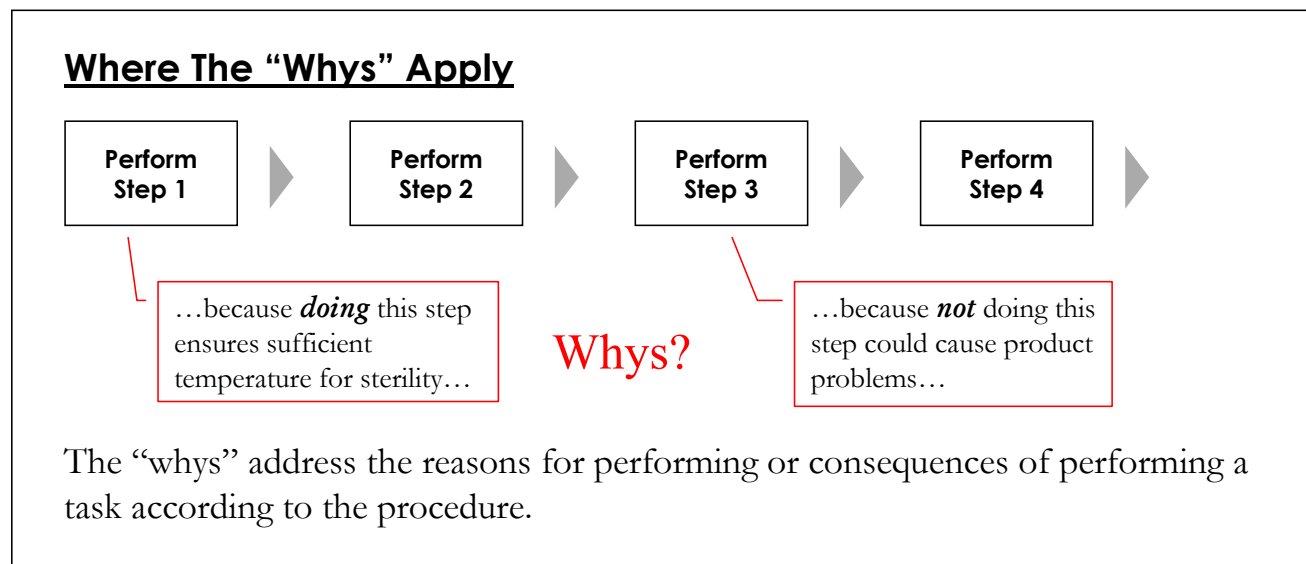 Where The “Whys” Apply
Perform
Step 1
Perform
Step 2
Perform
Step 3
Perform
Step 4
…because doing this step
ensures sufficient
temperature for sterility…
Whys?
…because not doing this
step could cause product
problems…
The “whys” address the reasons for performing or consequences of performing a
task according to the procedure.